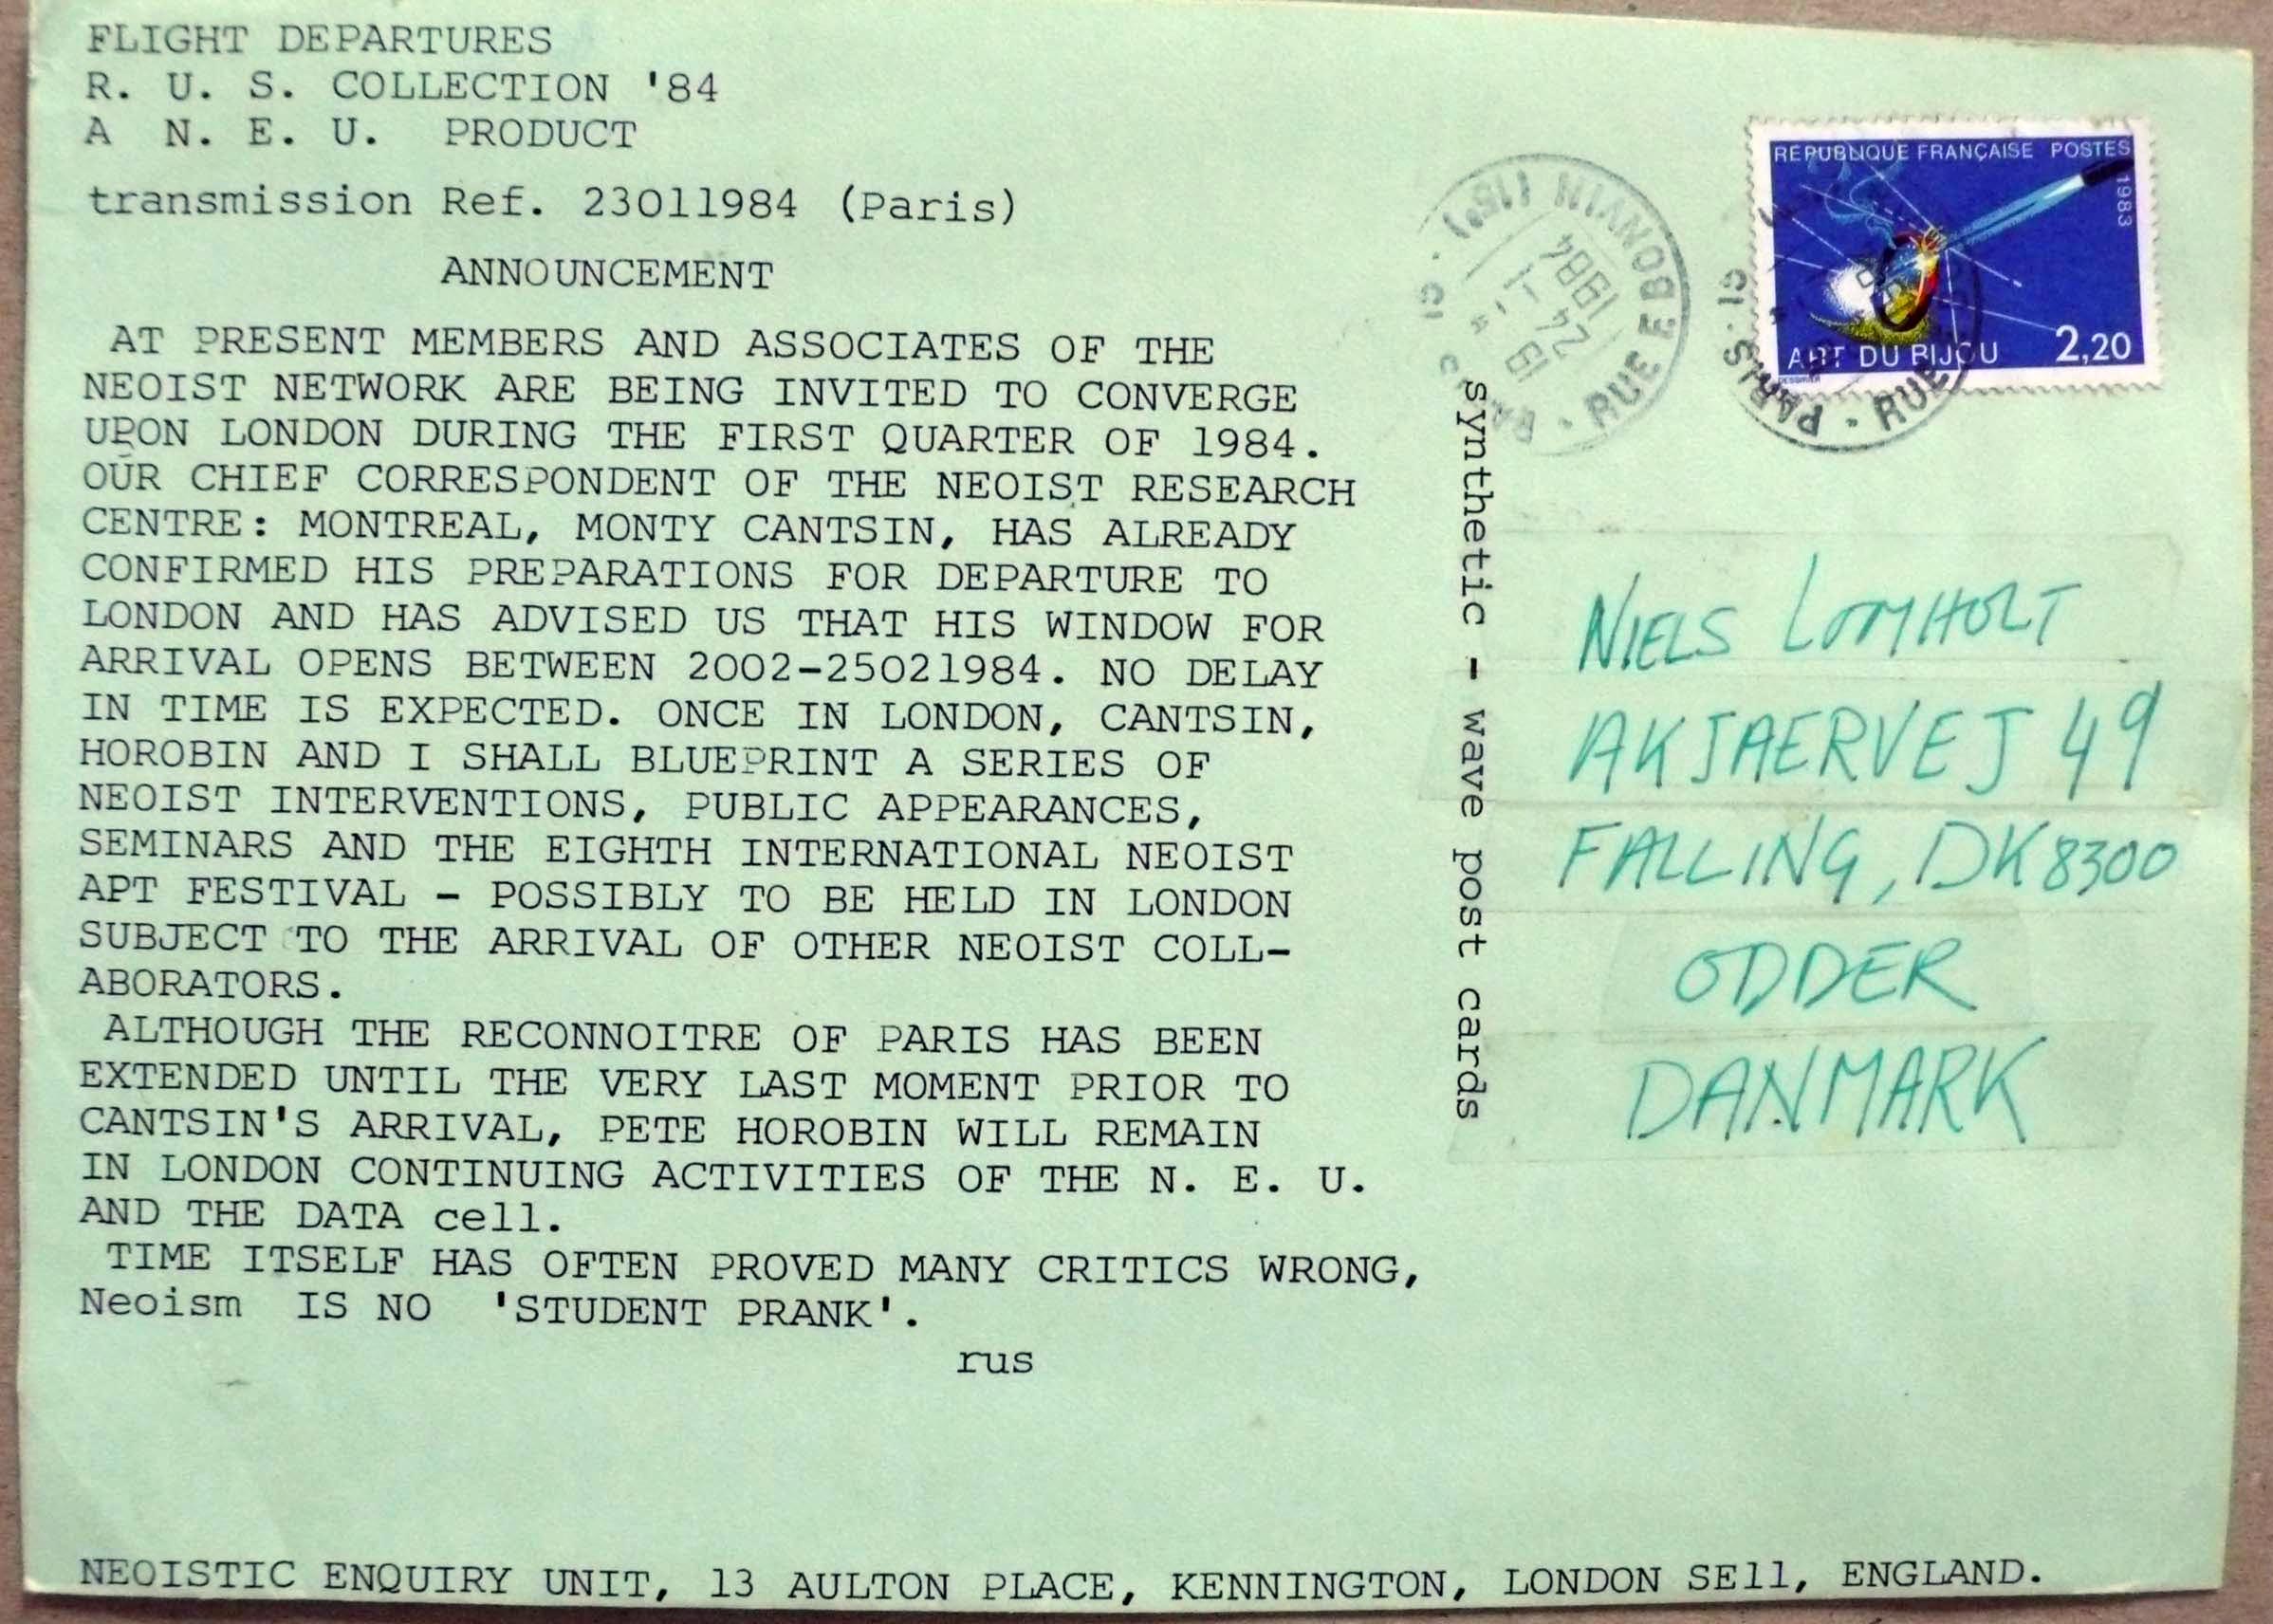 FLIGHT DEPARTURES
R. U. S. COLLECTION '84
A N. E. U. PRODUCT
transmission Ref. 23011984 (Paris)
ANNOUNCEMENT
AT PRESENT MEMBERS AND ASSOCIATES OF THE
NEOIST NETWORK ARE BEING INVITED TO CONVERGE
UPON LONDON DURING THE FIRST QUARTER OF 1984.
OUR CHIEF CORRESPONDENT OF THE NEOIST RESEARCH
CENTRE: MONTREAL, MONTY CANTSIN, HAS ALREADY
CONFIRMED HIS PREPARATIONS FOR DEPARTURE TO
LONDON AND HAS ADVISED US THAT HIS WINDOW FOR
ARRIVAL OPENS BETWEEN 2002-25021984. NO DELAY
IN TIME IS EXPECTED. ONCE IN LONDON, CANTSIN,
HOROBIN AND I SHALL BLUEPRINT A SERIES OF
NEOIST INTERVENTIONS, PUBLIC APPEARANCES,
SEMINARS AND THE EIGHTH INTERNATIONAL NEOIST
APT FESTIVAL - POSSIBLY TO BE HELD IN LONDON
SUBJECT TO THE ARRIVAL OF OTHER NEOIST COLL-
ABORATORS.
ALTHOUGH THE RECONNOITRE OF PARIS HAS BEEN
EXTENDED UNTIL THE VERY LAST MOMENT PRIOR TO
CANTSIN'S ARRIVAL, PETE HOROBIN WILL REMAIN
IN LONDON CONTINUING ACTIVITIES OF THE N. E. U.
AND THE DATA cell.
TIME ITSELF HAS OFTEN PROVED MANY CRITICS WRONG,
Neoism IS NO 'STUDENT PRANK'.
rus
synthetic - wave post cards
RUE E BONVIN (15e)
24 - 1
1984
REPUBLIQUE FRANÇAISE POSTES
1983
ART DU BIJOU 2,20
PARIS 15 · RUE
NIELS LOMHOLT
AKJAERVEJ 49
FALLING, DK 8300
ODDER
DANMARK
NEOISTIC ENQUIRY UNIT, 13 AULTON PLACE, KENNINGTON, LONDON SE11, ENGLAND.